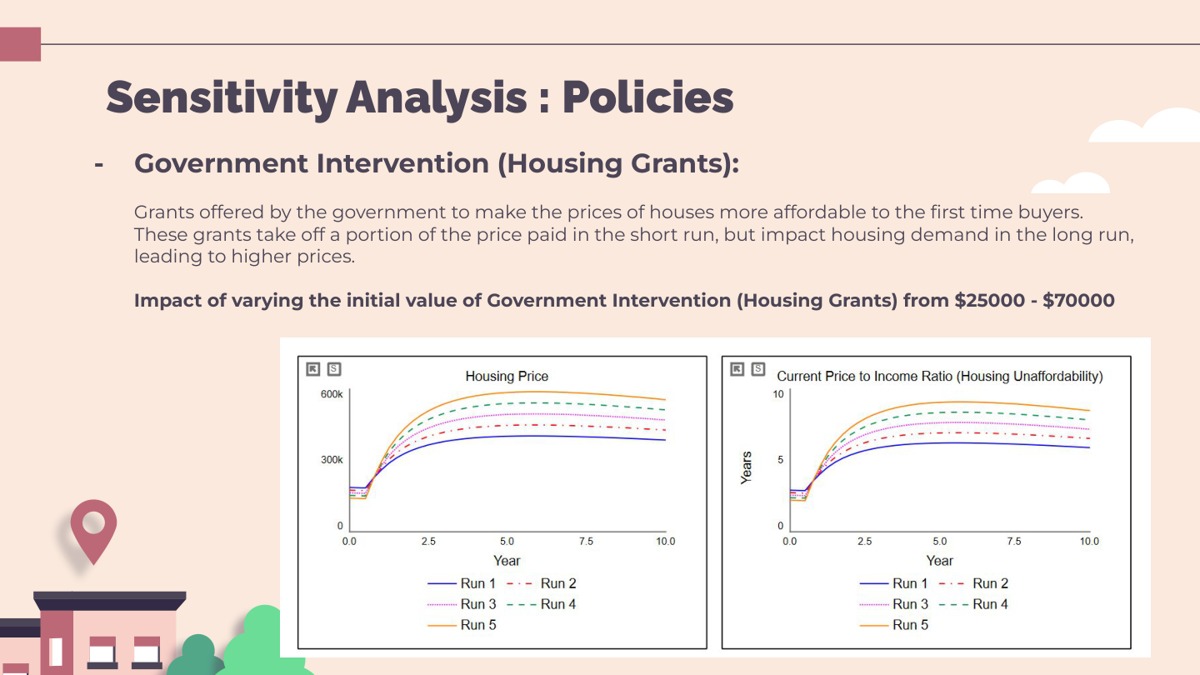 Sensitivity Analysis : Policies
- Government Intervention (Housing Grants):
Grants offered by the government to make the prices of houses more affordable to the first time buyers.
These grants take off a portion of the price paid in the short run, but impact housing demand in the long run,
leading to higher prices.
Impact of varying the initial value of Government Intervention (Housing Grants) from $25000 - $70000
S
Housing Price
600k
300k
0
0.0 2.5 5.0 7.5 10.0
Year
Run 1 Run 2
Run 3 Run 4
Run 5
S
Current Price to Income Ratio (Housing Unaffordability)
10
5
0
Years
0.0 2.5 5.0 7.5 10.0
Year
Run 1 Run 2
Run 3 Run 4
Run 5